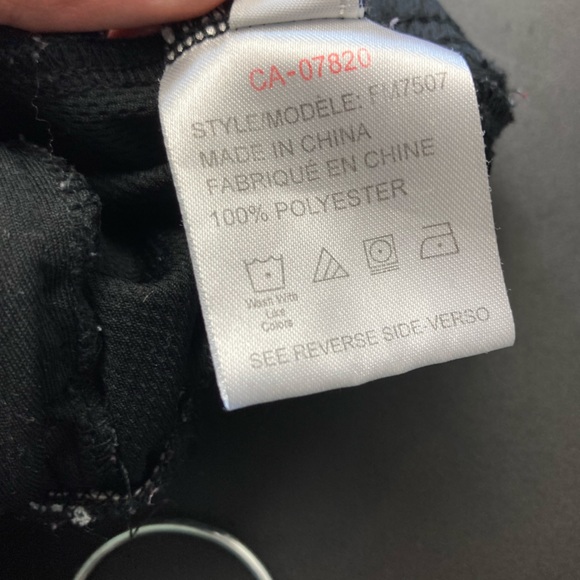 CA-07820
STYLE/MODÈLE: FM7507
MADE IN CHINA
FABRIQUÉ EN CHINE
100% POLYESTER
Wash With
Like
Colors
SEE REVERSE SIDE-VERSO